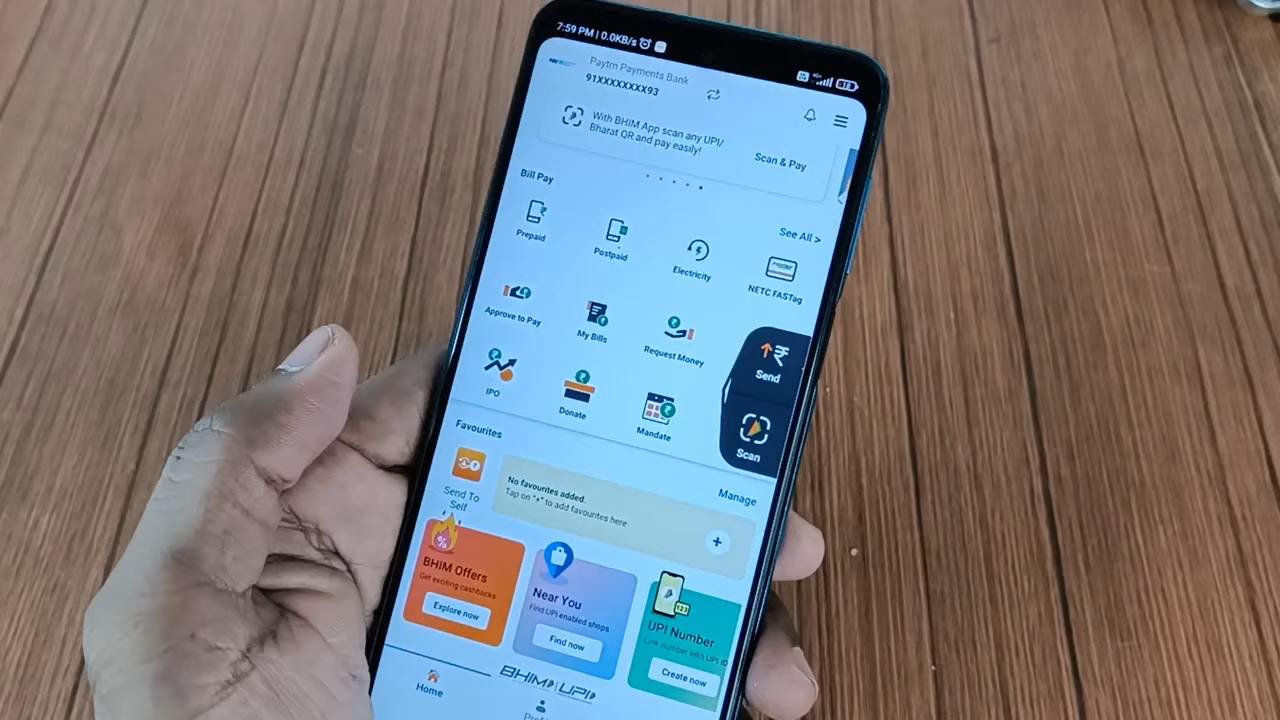 7:59 PM | 0.0KB/s
Paytm Payments Bank
91XXXXXXXX93
With BHIM App scan any UPI/
Bharat QR and pay easily!
Scan & Pay
Bill Pay
See All >
Prepaid
Postpaid
Electricity
NETC FASTag
Approve to Pay
My Bills
Request Money
Send
IPO
Donate
Mandate
Scan
Favourites
Manage
Send To
Self
No favourites added.
Tap on "+" to add favourites here
+
BHIM Offers
Get exciting cashbacks
Explore now
Near You
Find UPI enabled shops
Find now
123
UPI Number
Link number with UPI ID
Create now
Home
BHIM UPI